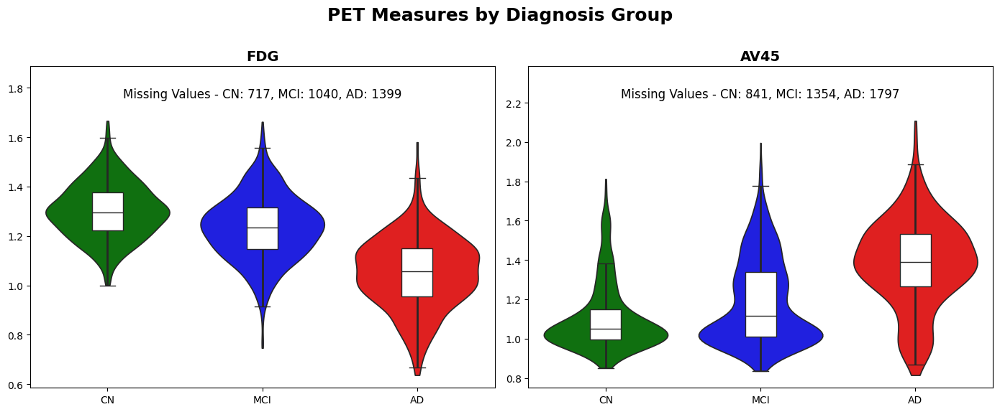 PET Measures by Diagnosis Group
FDG
Missing Values - CN: 717, MCI: 1040, AD: 1399
1.8
1.6
1.4
1.2
1.0
0.8
0.6
CN MCI AD
AV45
Missing Values - CN: 841, MCI: 1354, AD: 1797
2.2
2.0
1.8
1.6
1.4
1.2
1.0
0.8
CN MCI AD